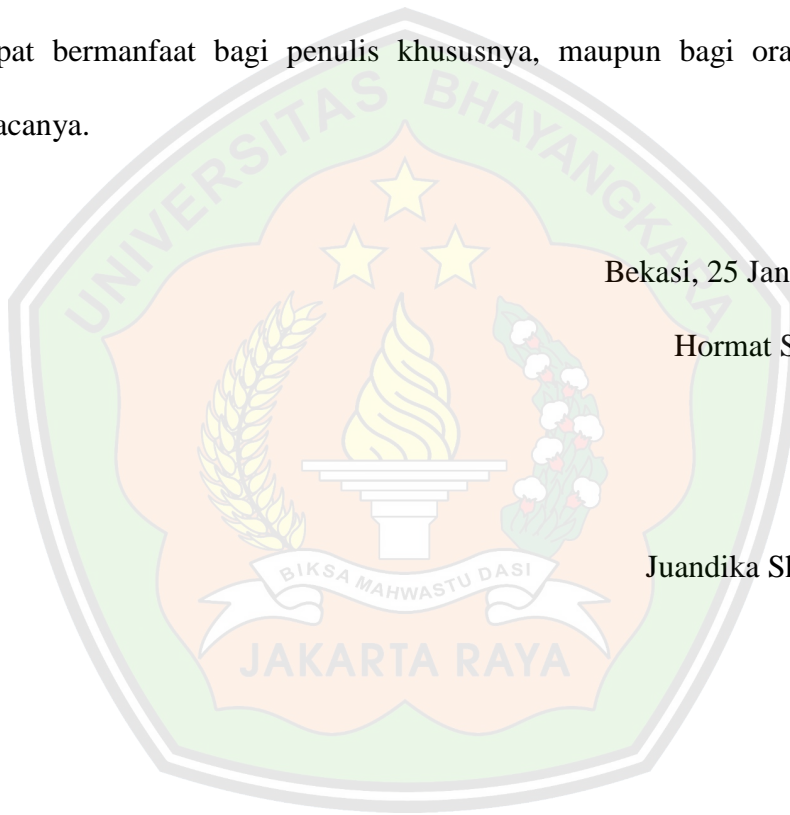 pat bermanfaat bagi penulis khususnya, maupun bagi ora
acanya.
UNIVERSITAS BHAYANGKARA
Bekasi, 25 Jan
Hormat S
BIKSA MAHWASTU DASI
Juandika Sh
JAKARTA RAYA